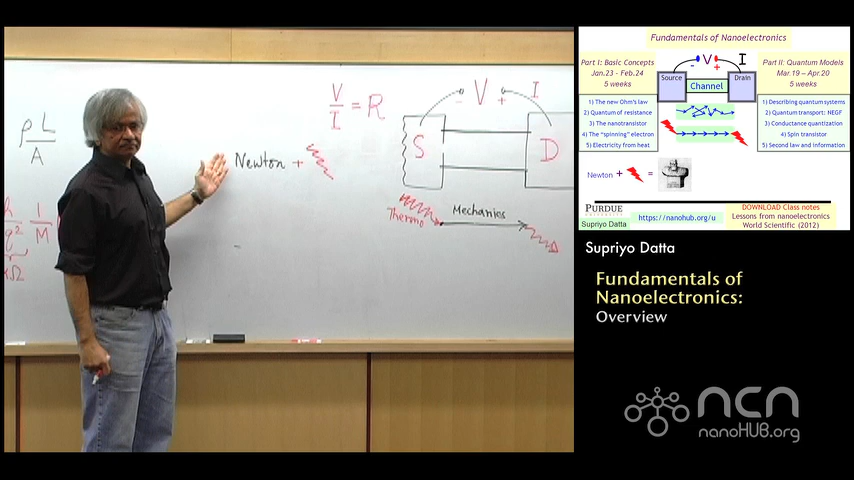 ρL
A
h
q²
1
M
Ω
V
I
= R
Newton +
V
I
-
+
S
D
Thermo
Mechanics
Fundamentals of Nanoelectronics
Part I: Basic Concepts
Jan.23 - Feb.24
5 weeks
V
I
-
+
Source
Drain
Channel
Part II: Quantum Models
Mar.19 - Apr.20
5 weeks
1) The new Ohm's law
2) Quantum of resistance
3) The nanotransistor
4) The "spinning" electron
5) Electricity from heat
1) Describing quantum systems
2) Quantum transport: NEGF
3) Conductance quantization
4) Spin transistor
5) Second law and information
Newton +
=
PURDUE
Supriyo Datta
https://nanohub.org/u
DOWNLOAD Class notes
Lessons from nanoelectronics
World Scientific (2012)
Supriyo Datta
Fundamentals of
Nanoelectronics:
Overview
ncn
nanoHUB.org